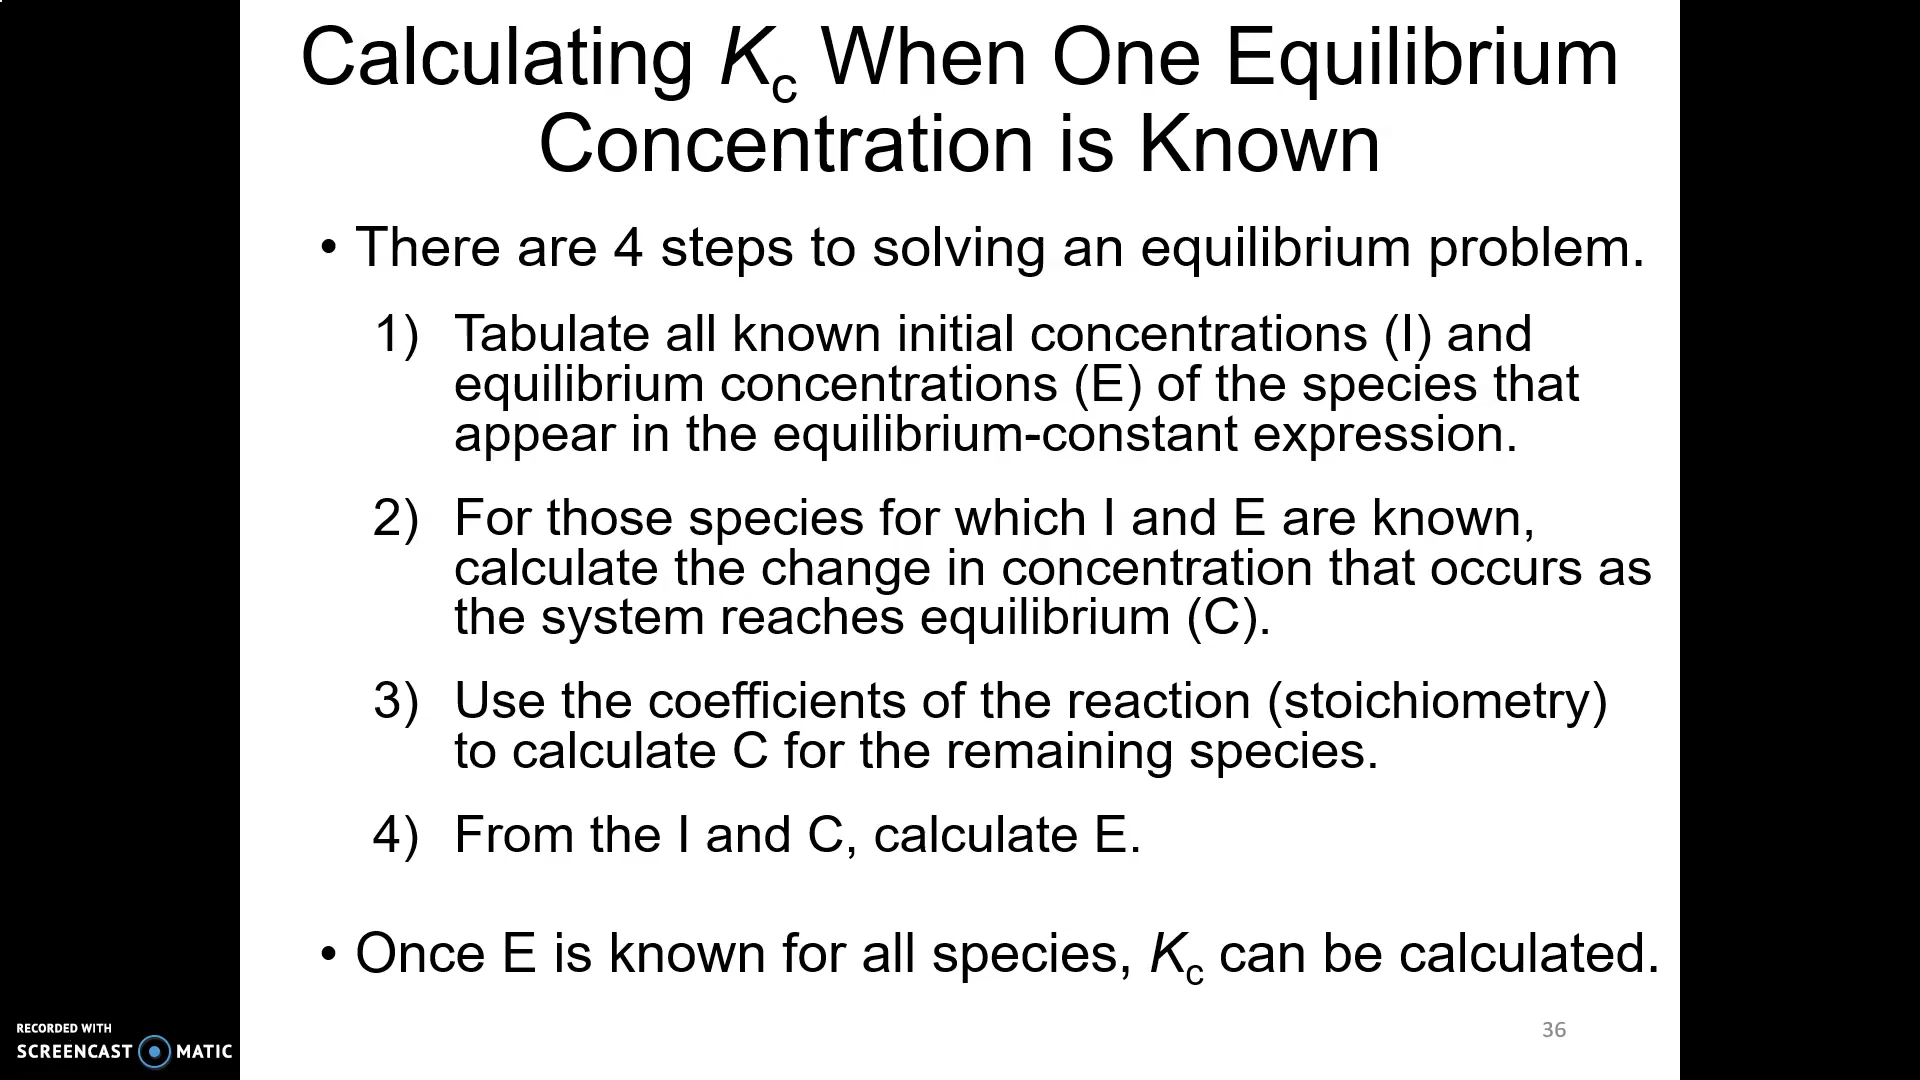 Calculating Kc When One Equilibrium
Concentration is Known
• There are 4 steps to solving an equilibrium problem.
1) Tabulate all known initial concentrations (I) and
equilibrium concentrations (E) of the species that
appear in the equilibrium-constant expression.
2) For those species for which I and E are known,
calculate the change in concentration that occurs as
the system reaches equilibrium (C).
3) Use the coefficients of the reaction (stoichiometry)
to calculate C for the remaining species.
4) From the I and C, calculate E.
• Once E is known for all species, Kc can be calculated.
36
RECORDED WITH
SCREENCAST MATIC